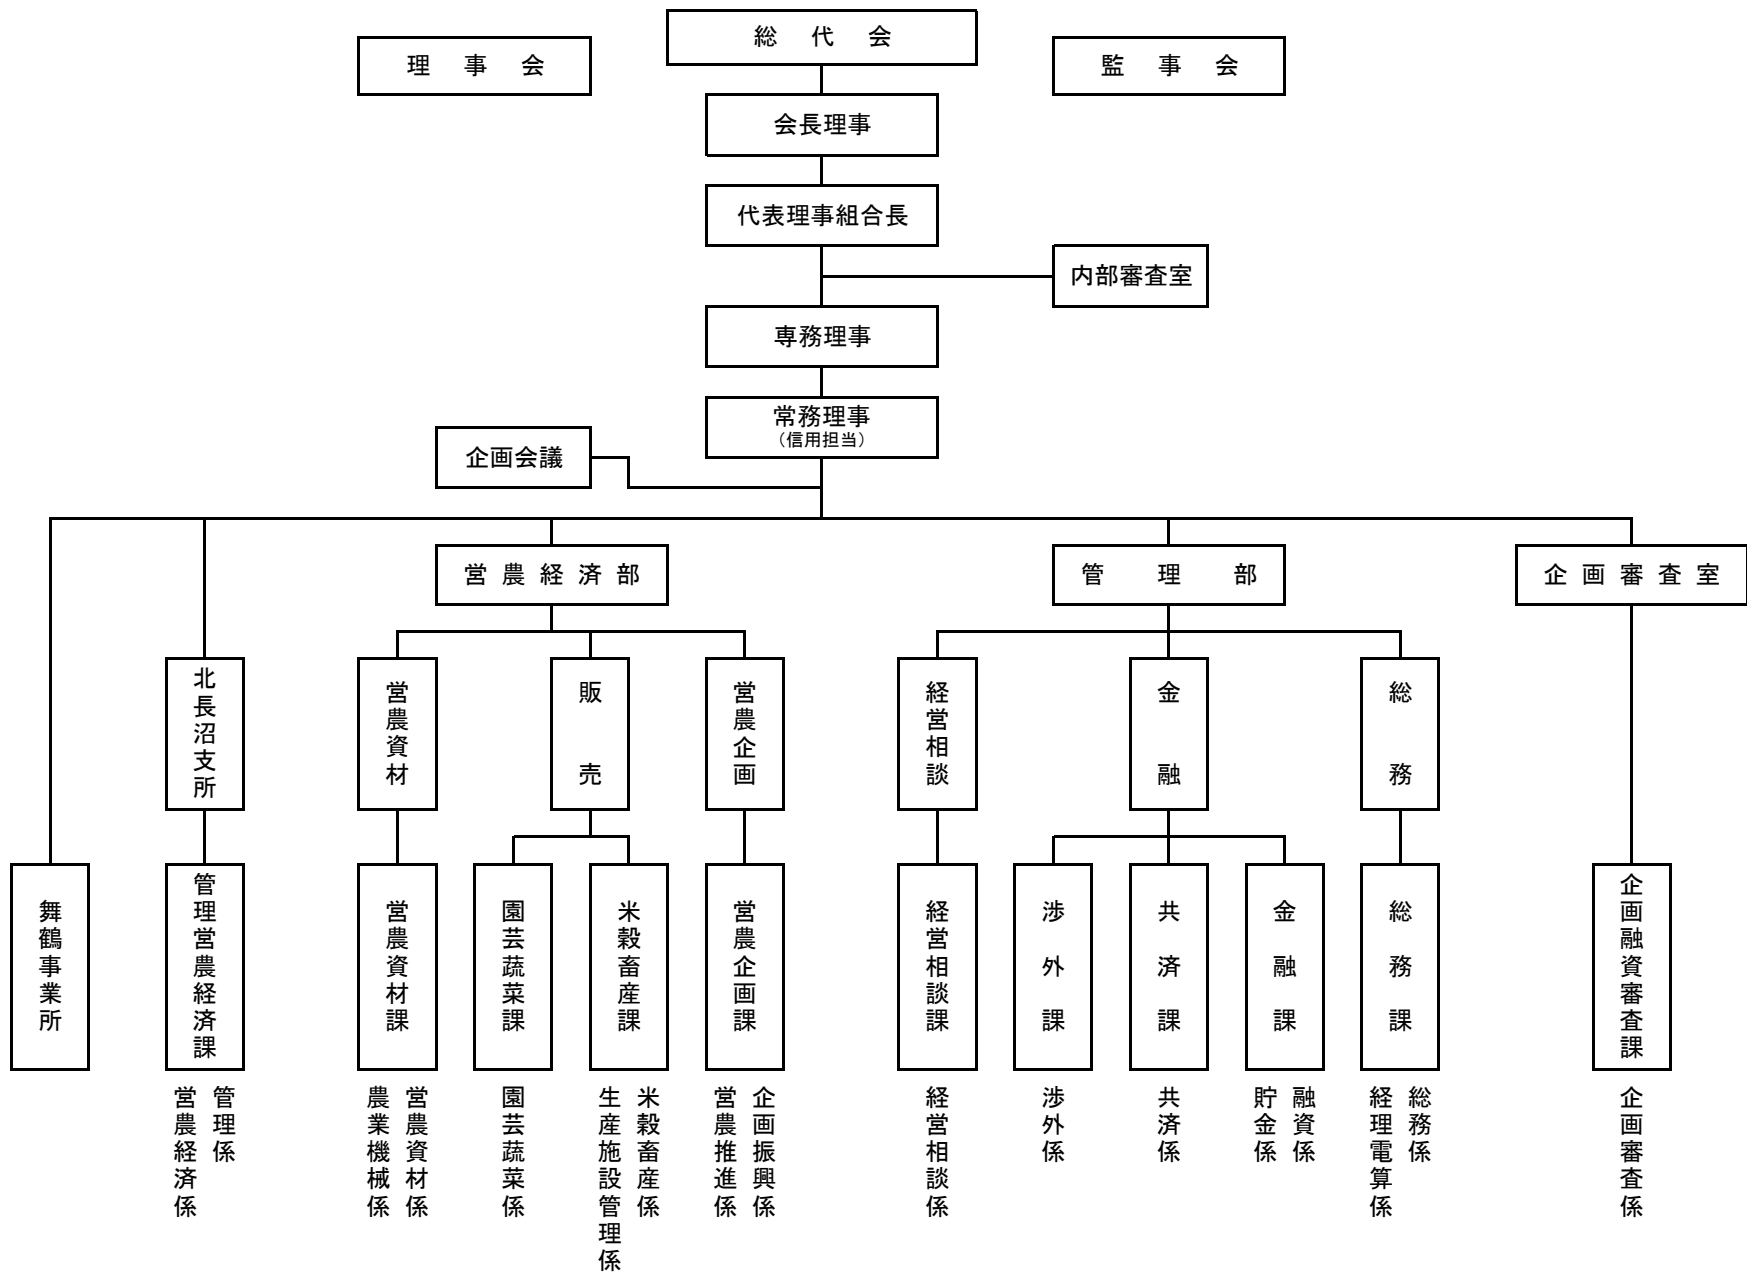 総代会
理事会
監事会
会長理事
代表理事組合長
内部審査室
専務理事
常務理事
（信用担当）
企画会議
営農経済部
管理部
企画審査室
北長沼支所
営農資材
販売
営農企画
経営相談
金融
総務
舞鶴事業所
管理営農経済課
営農資材課
園芸蔬菜課
米穀畜産課
営農企画課
経営相談課
渉外課
共済課
金融課
総務課
企画融資審査課
管理係
営農経済係
営農資材係
農業機械係
園芸蔬菜係
米穀畜産係
生産施設管理係
企画振興係
営農推進係
経営相談係
渉外係
共済係
融資係
貯金係
総務係
経理電算係
企画審査係